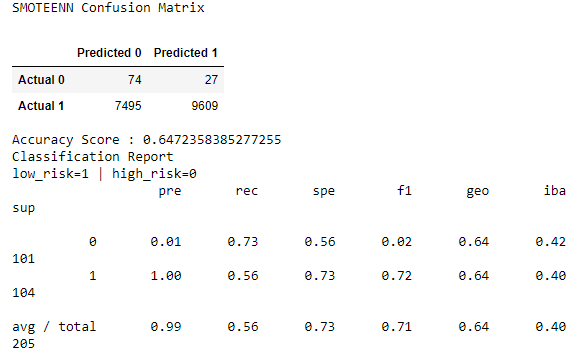 SMOTEENN Confusion Matrix
Predicted 0 Predicted 1
Actual 0 74 27
Actual 1 7495 9609
Accuracy Score : 0.6472358385277255
Classification Report
low_risk=1 | high_risk=0
pre rec spe f1 geo iba
sup
0 0.01 0.73 0.56 0.02 0.64 0.42
101
1 1.00 0.56 0.73 0.72 0.64 0.40
104
avg / total 0.99 0.56 0.73 0.71 0.64 0.40
205